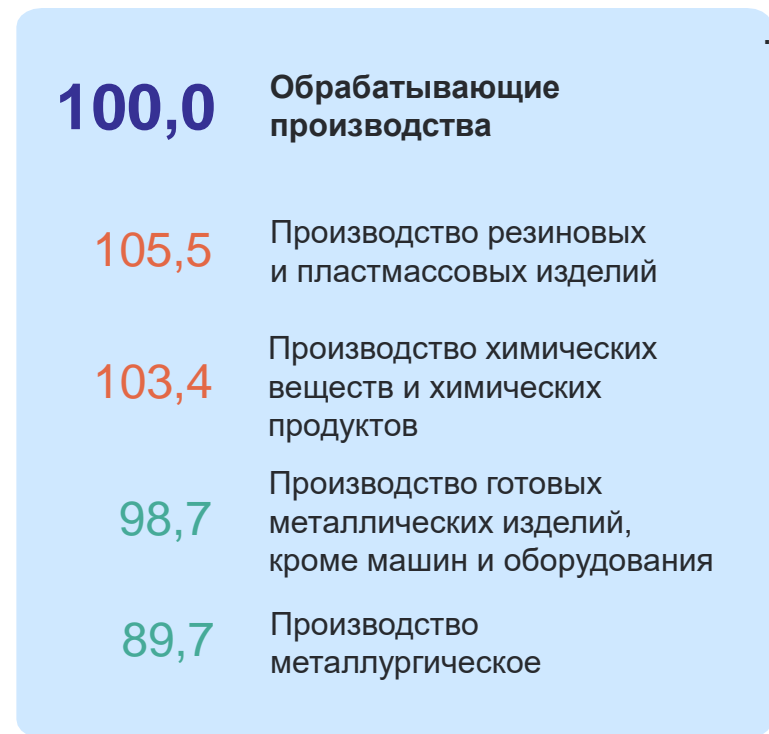 100,0
Обрабатывающие
производства
105,5
Производство резиновых
и пластмассовых изделий
103,4
Производство химических
веществ и химических
продуктов
98,7
Производство готовых
металлических изделий,
кроме машин и оборудования
89,7
Производство
металлургическое